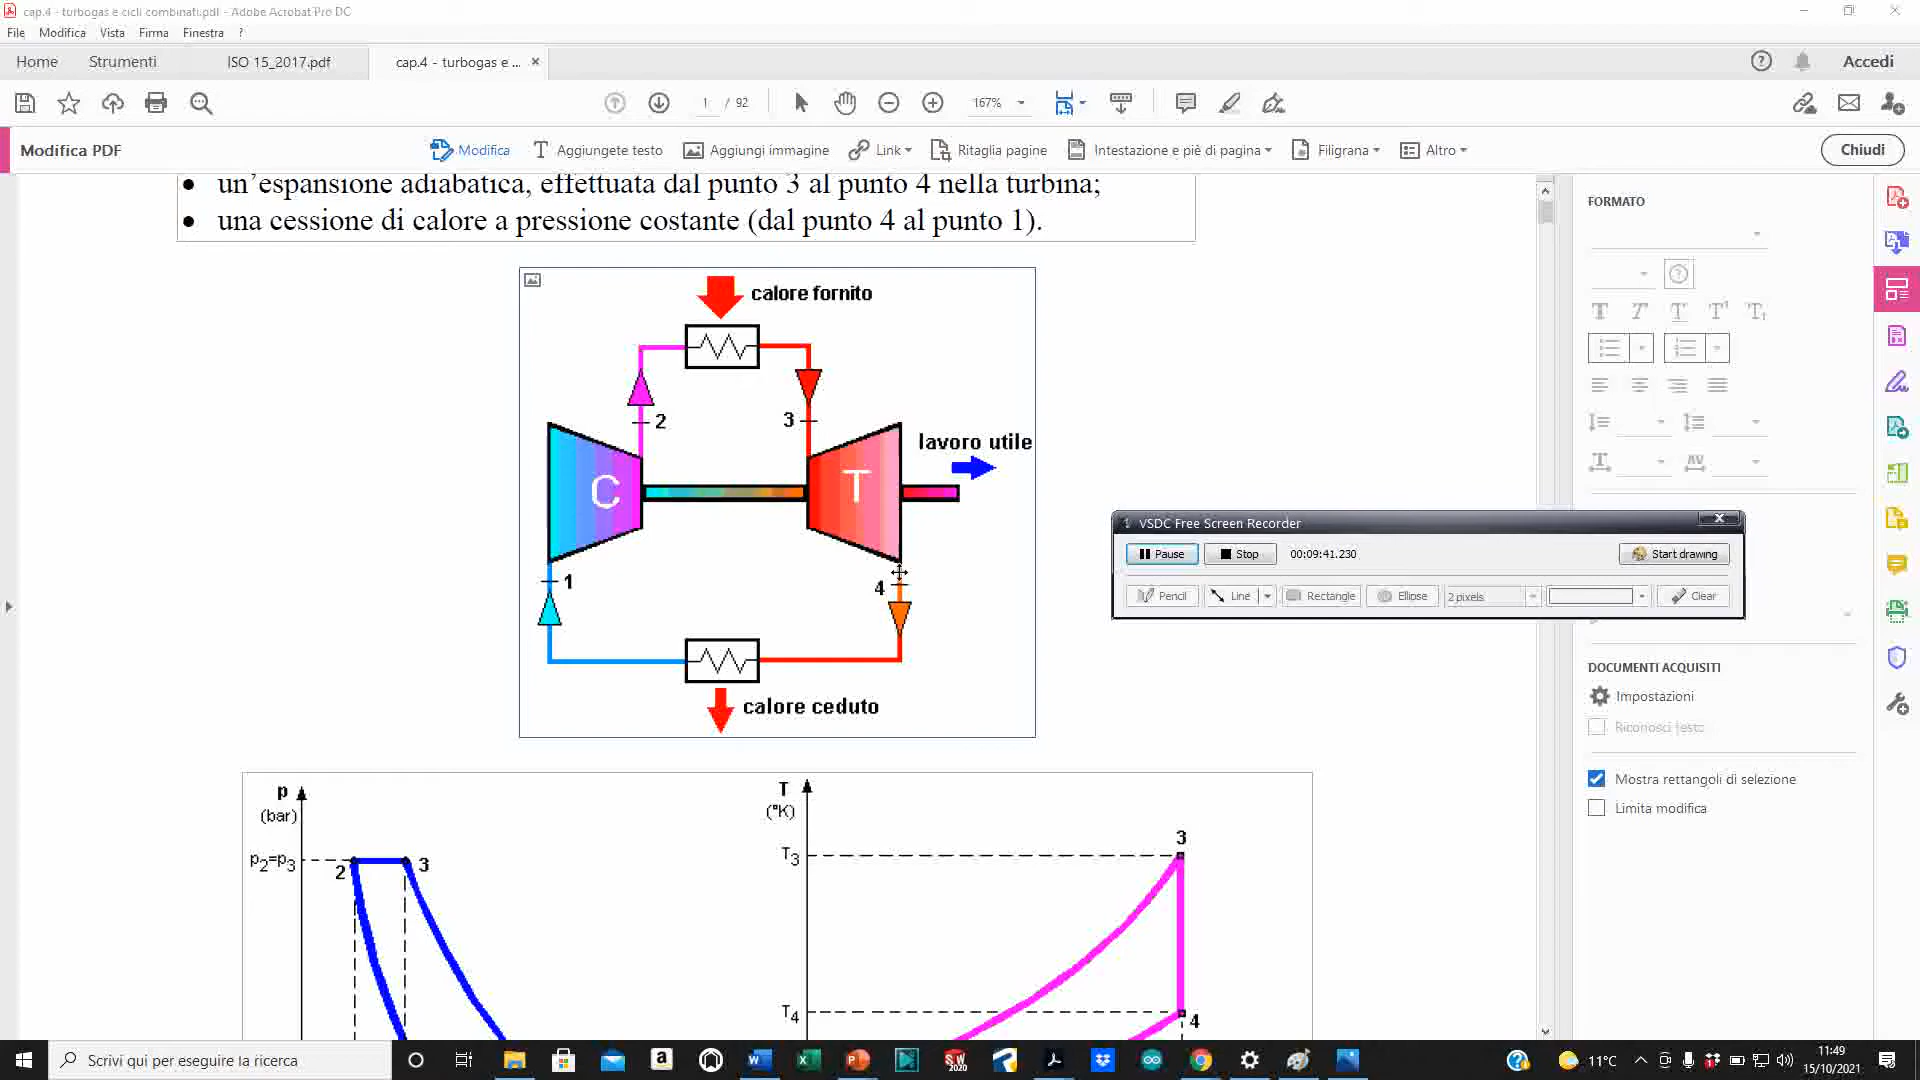 cap.4 - turbogas e cicli combinati.pdf - Adobe Acrobat Pro DC
File Modifica Vista Firma Finestra ?
Home Strumenti ISO 15_2017.pdf cap.4 - turbogas e ... × Accedi
1 / 92 167%
Modifica PDF Modifica Aggiungete testo Aggiungi immagine Link Ritaglia pagine Intestazione e piè di pagina Filigrana Altro Chiudi
• un'espansione adiabatica, effettuata dal punto 3 al punto 4 nella turbina;
• una cessione di calore a pressione costante (dal punto 4 al punto 1).
FORMATO
calore fornito
2 3
lavoro utile
C T
1 4
calore ceduto
VSDC Free Screen Recorder
Pause Stop 00:09:41.230 Start drawing
Pencil Line Rectangle Ellipse 2 pixels Clear
DOCUMENTI ACQUISITI
Impostazioni
Riconosci testo
Mostra rettangoli di selezione
Limita modifica
p
(bar)
p2=p3
2 3
T
(°K)
T3
3
T4
4
Scrivi qui per eseguire la ricerca
11°C
11:49
15/10/2021